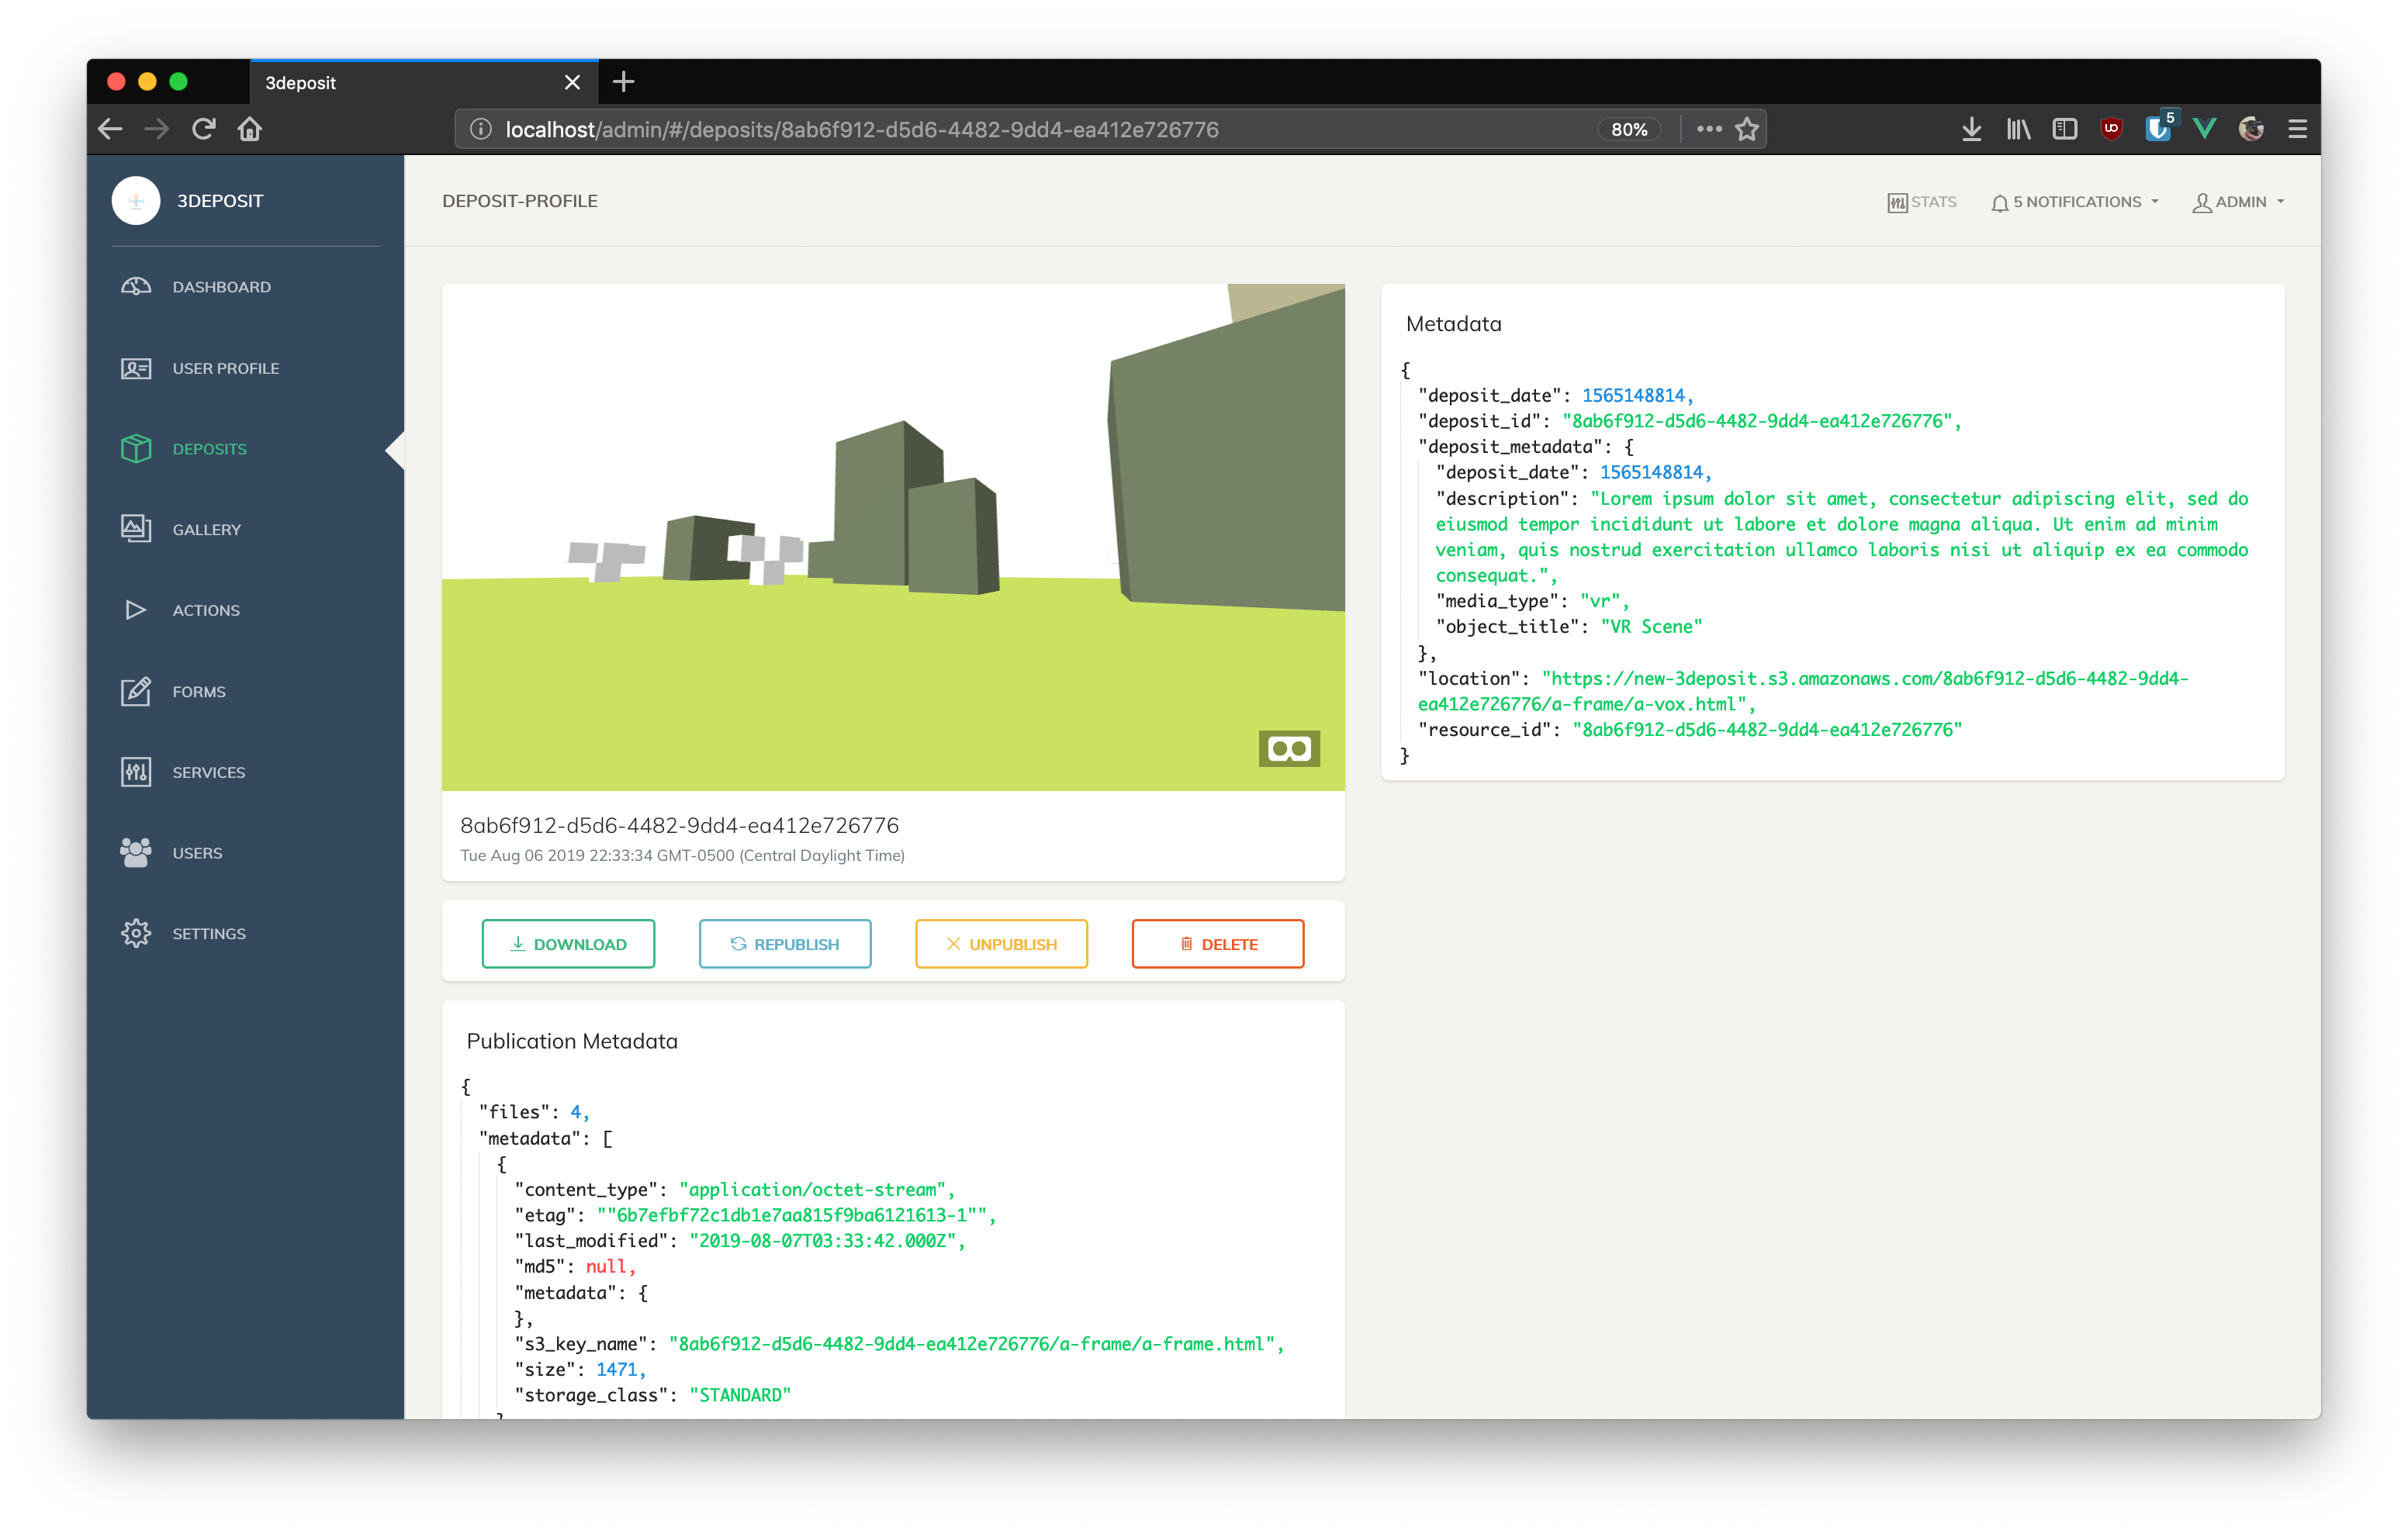 3deposit
localhost/admin/#/deposits/8ab6f912-d5d6-4482-9dd4-ea412e726776
80%
5
3DEPOSIT
DASHBOARD
USER PROFILE
DEPOSITS
GALLERY
ACTIONS
FORMS
SERVICES
USERS
SETTINGS
DEPOSIT-PROFILE
STATS
5 NOTIFICATIONS
ADMIN
8ab6f912-d5d6-4482-9dd4-ea412e726776
Tue Aug 06 2019 22:33:34 GMT-0500 (Central Daylight Time)
DOWNLOAD
REPUBLISH
UNPUBLISH
DELETE
Publication Metadata
{
"files": 4,
"metadata": [
{
"content_type": "application/octet-stream",
"etag": ""6b7efbf72c1db1e7aa815f9ba6121613-1"",
"last_modified": "2019-08-07T03:33:42.000Z",
"md5": null,
"metadata": {
},
"s3_key_name": "8ab6f912-d5d6-4482-9dd4-ea412e726776/a-frame/a-frame.html",
"size": 1471,
"storage_class": "STANDARD"
}
Metadata
{
"deposit_date": 1565148814,
"deposit_id": "8ab6f912-d5d6-4482-9dd4-ea412e726776",
"deposit_metadata": {
"deposit_date": 1565148814,
"description": "Lorem ipsum dolor sit amet, consectetur adipiscing elit, sed do
eiusmod tempor incididunt ut labore et dolore magna aliqua. Ut enim ad minim
veniam, quis nostrud exercitation ullamco laboris nisi ut aliquip ex ea commodo
consequat.",
"media_type": "vr",
"object_title": "VR Scene"
},
"location": "https://new-3deposit.s3.amazonaws.com/8ab6f912-d5d6-4482-9dd4-
ea412e726776/a-frame/a-vox.html",
"resource_id": "8ab6f912-d5d6-4482-9dd4-ea412e726776"
}